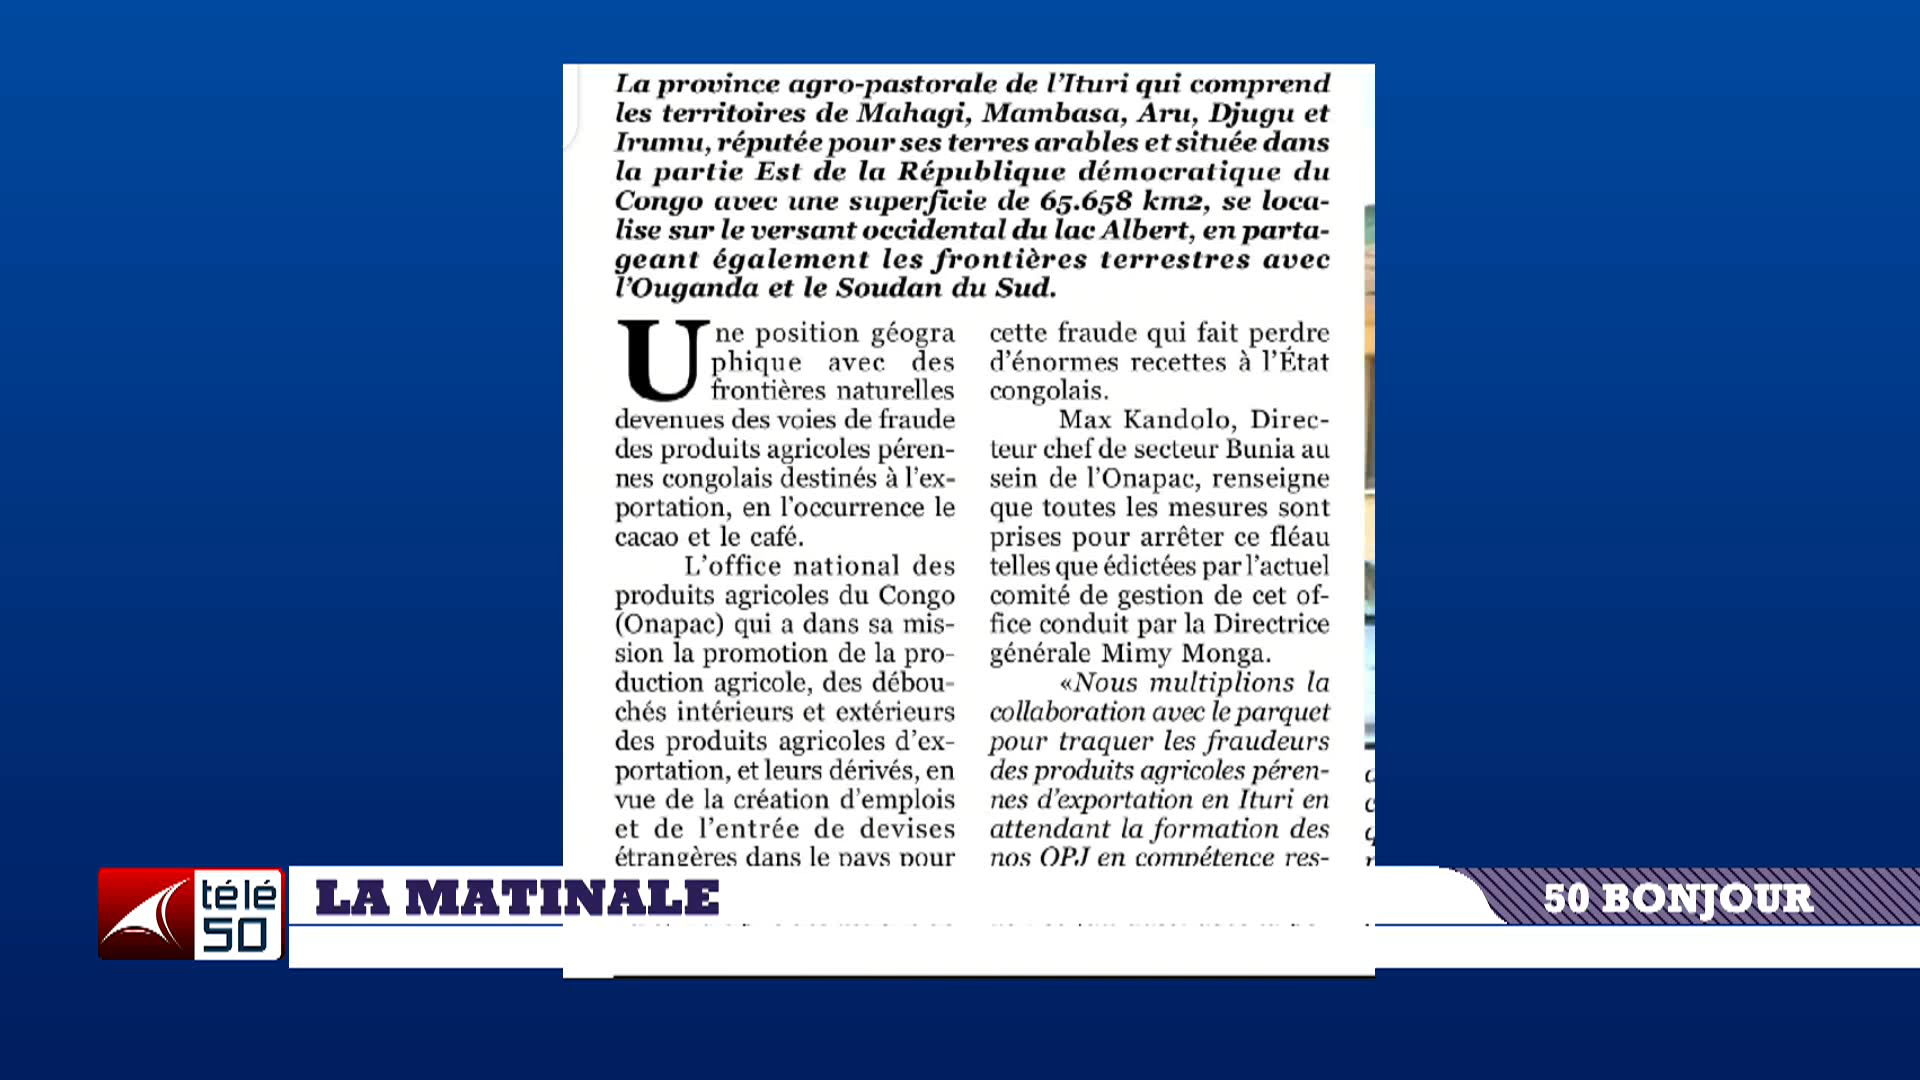 La province agro-pastorale de l'Ituri qui comprend
les territoires de Mahagi, Mambasa, Aru, Djugu et
Irumu, réputée pour ses terres arables et située dans
la partie Est de la République démocratique du
Congo avec une superficie de 65.658 km2, se loca-
lise sur le versant occidental du lac Albert, en parta-
geant également les frontières terrestres avec
l'Ouganda et le Soudan du Sud.
Une position géogra
phique avec des
frontières naturelles
devenues des voies de fraude
des produits agricoles péren-
nes congolais destinés à l'ex-
portation, en l'occurrence le
cacao et le café.
L'office national des
produits agricoles du Congo
(Onapac) qui a dans sa mis-
sion la promotion de la pro-
duction agricole, des débou-
chés intérieurs et extérieurs
des produits agricoles d'ex-
portation, et leurs dérivés, en
vue de la création d'emplois
et de l'entrée de devises
étrangères dans le pays pour
cette fraude qui fait perdre
d'énormes recettes à l'État
congolais.
Max Kandolo, Direc-
teur chef de secteur Bunia au
sein de l'Onapac, renseigne
que toutes les mesures sont
prises pour arrêter ce fléau
telles que édictées par l'actuel
comité de gestion de cet of-
fice conduit par la Directrice
générale Mimy Monga.
«Nous multiplions la
collaboration avec le parquet
pour traquer les fraudeurs
des produits agricoles péren-
nes d'exportation en Ituri en
attendant la formation des
nos OPJ en compétence res-
télé
50
LA MATINALE
50 BONJOUR